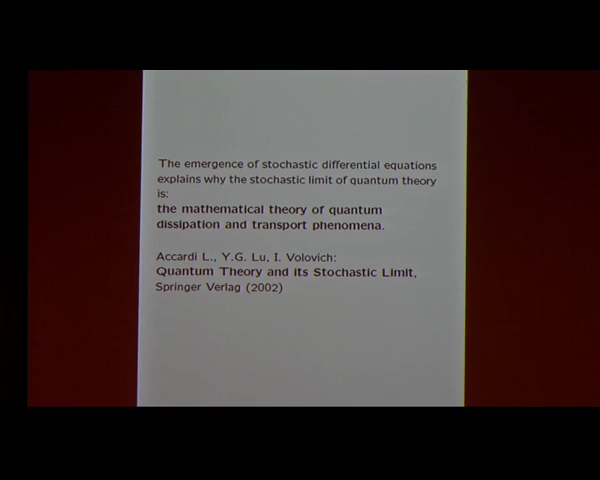 The emergence of stochastic differential equations
explains why the stochastic limit of quantum theory
is:
the mathematical theory of quantum
dissipation and transport phenomena.
Accardi L., Y.G. Lu, I. Volovich:
Quantum Theory and its Stochastic Limit,
Springer Verlag (2002)